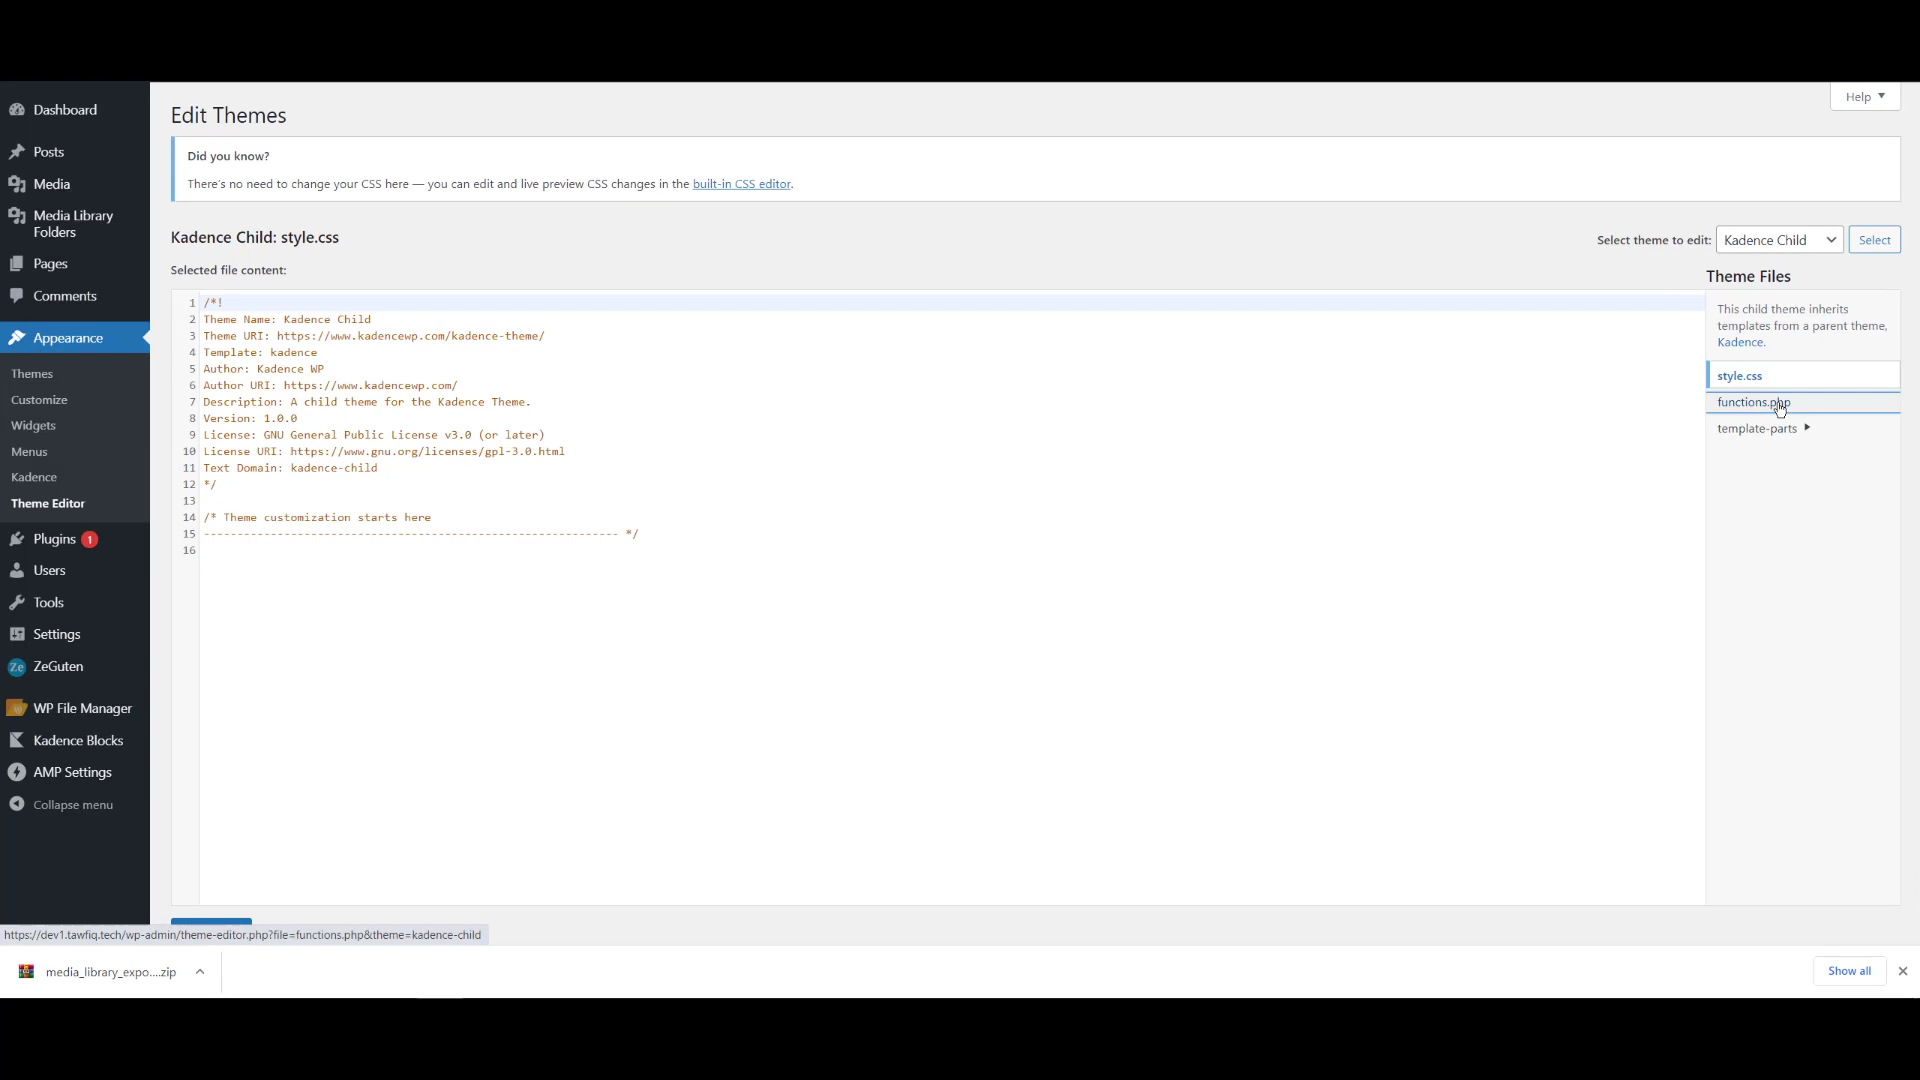 Dashboard
Posts
Media
Media Library
Folders
Pages
Comments
Appearance
Themes
Customize
Widgets
Menus
Kadence
Theme Editor
Plugins 1
Users
Tools
Settings
Ze ZeGuten
WP File Manager
Kadence Blocks
AMP Settings
Collapse menu
Help
Edit Themes
Did you know?
There's no need to change your CSS here — you can edit and live preview CSS changes in the built-in CSS editor.
Kadence Child: style.css
Select theme to edit: Kadence Child Select
Selected file content:
1 /*!
2 Theme Name: Kadence Child
3 Theme URI: https://www.kadencewp.com/kadence-theme/
4 Template: kadence
5 Author: Kadence WP
6 Author URI: https://www.kadencewp.com/
7 Description: A child theme for the Kadence Theme.
8 Version: 1.0.0
9 License: GNU General Public License v3.0 (or later)
10 License URI: https://www.gnu.org/licenses/gpl-3.0.html
11 Text Domain: kadence-child
12 */
13
14 /* Theme customization starts here
15 -------------------------------------------------------------- */
16
Theme Files
This child theme inherits
templates from a parent theme,
Kadence.
style.css
functions.php
template-parts
https://dev1.tawfiq.tech/wp-admin/theme-editor.php?file=functions.php&theme=kadence-child
media_library_expo....zip
Show all